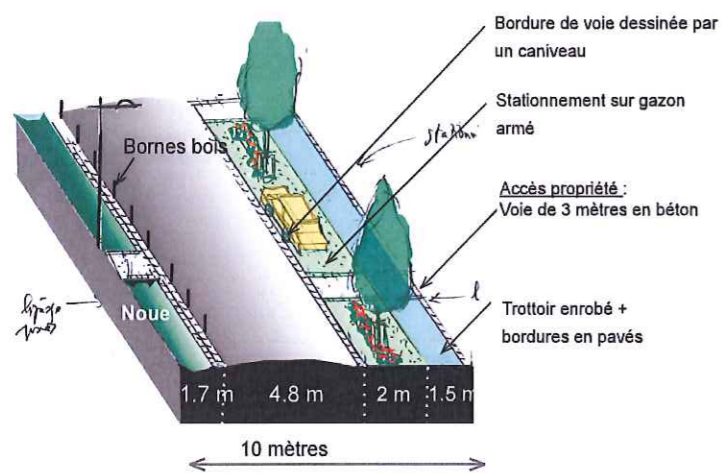 Bordure de voie dessinée par
un caniveau
Stationnement sur gazon
armé
Bornes bois
Accès propriété :
Voie de 3 mètres en béton
Noue
Trottoir enrobé +
bordures en pavés
1.7 m
4.8 m
2 m
1.5 m
10 mètres